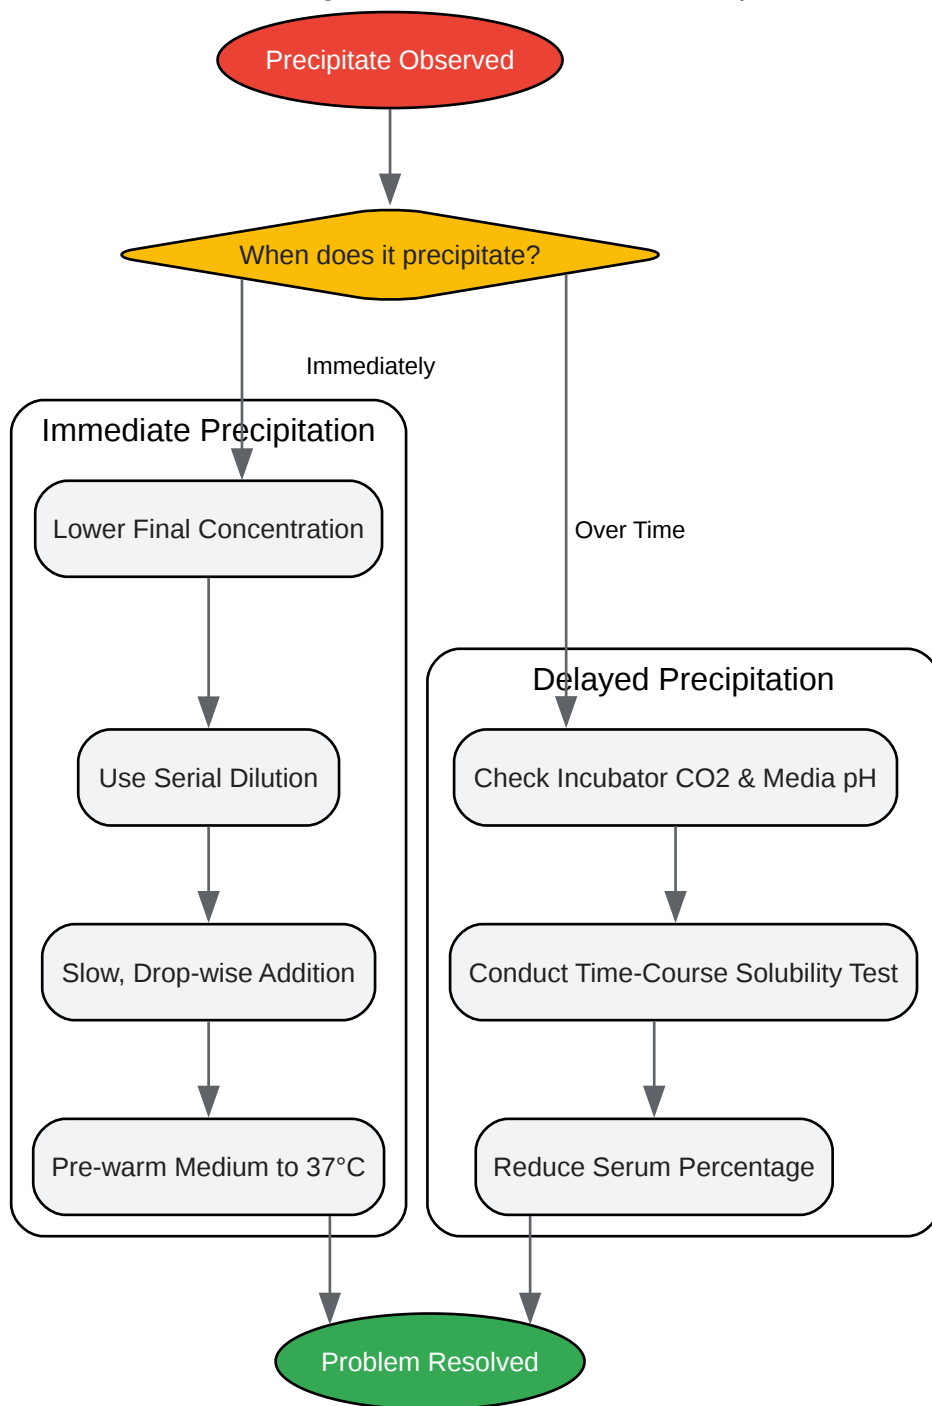 Precipitate Observed
When does it precipitate?
Immediately
Immediate Precipitation
Lower Final Concentration
Use Serial Dilution
Slow, Drop-wise Addition
Pre-warm Medium to 37°C
Over Time
Delayed Precipitation
Check Incubator CO2 & Media pH
Conduct Time-Course Solubility Test
Reduce Serum Percentage
Problem Resolved